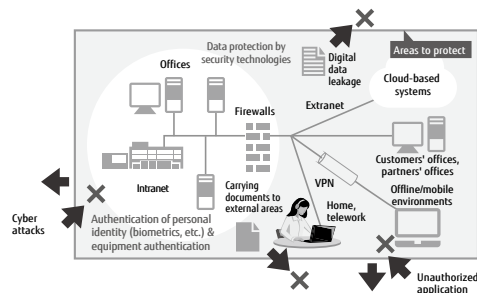 Data protection by
security technologies
Digital
data
leakage
Areas to protect
Offices
Cloud-based
systems
Extranet
Firewalls
Customers' offices,
partners' offices
Intranet
Carrying
documents to
external areas
VPN
Offline/mobile
environments
Home,
telework
Cyber
attacks
Authentication of personal
identity (biometrics, etc.) &
equipment authentication
Unauthorized
application